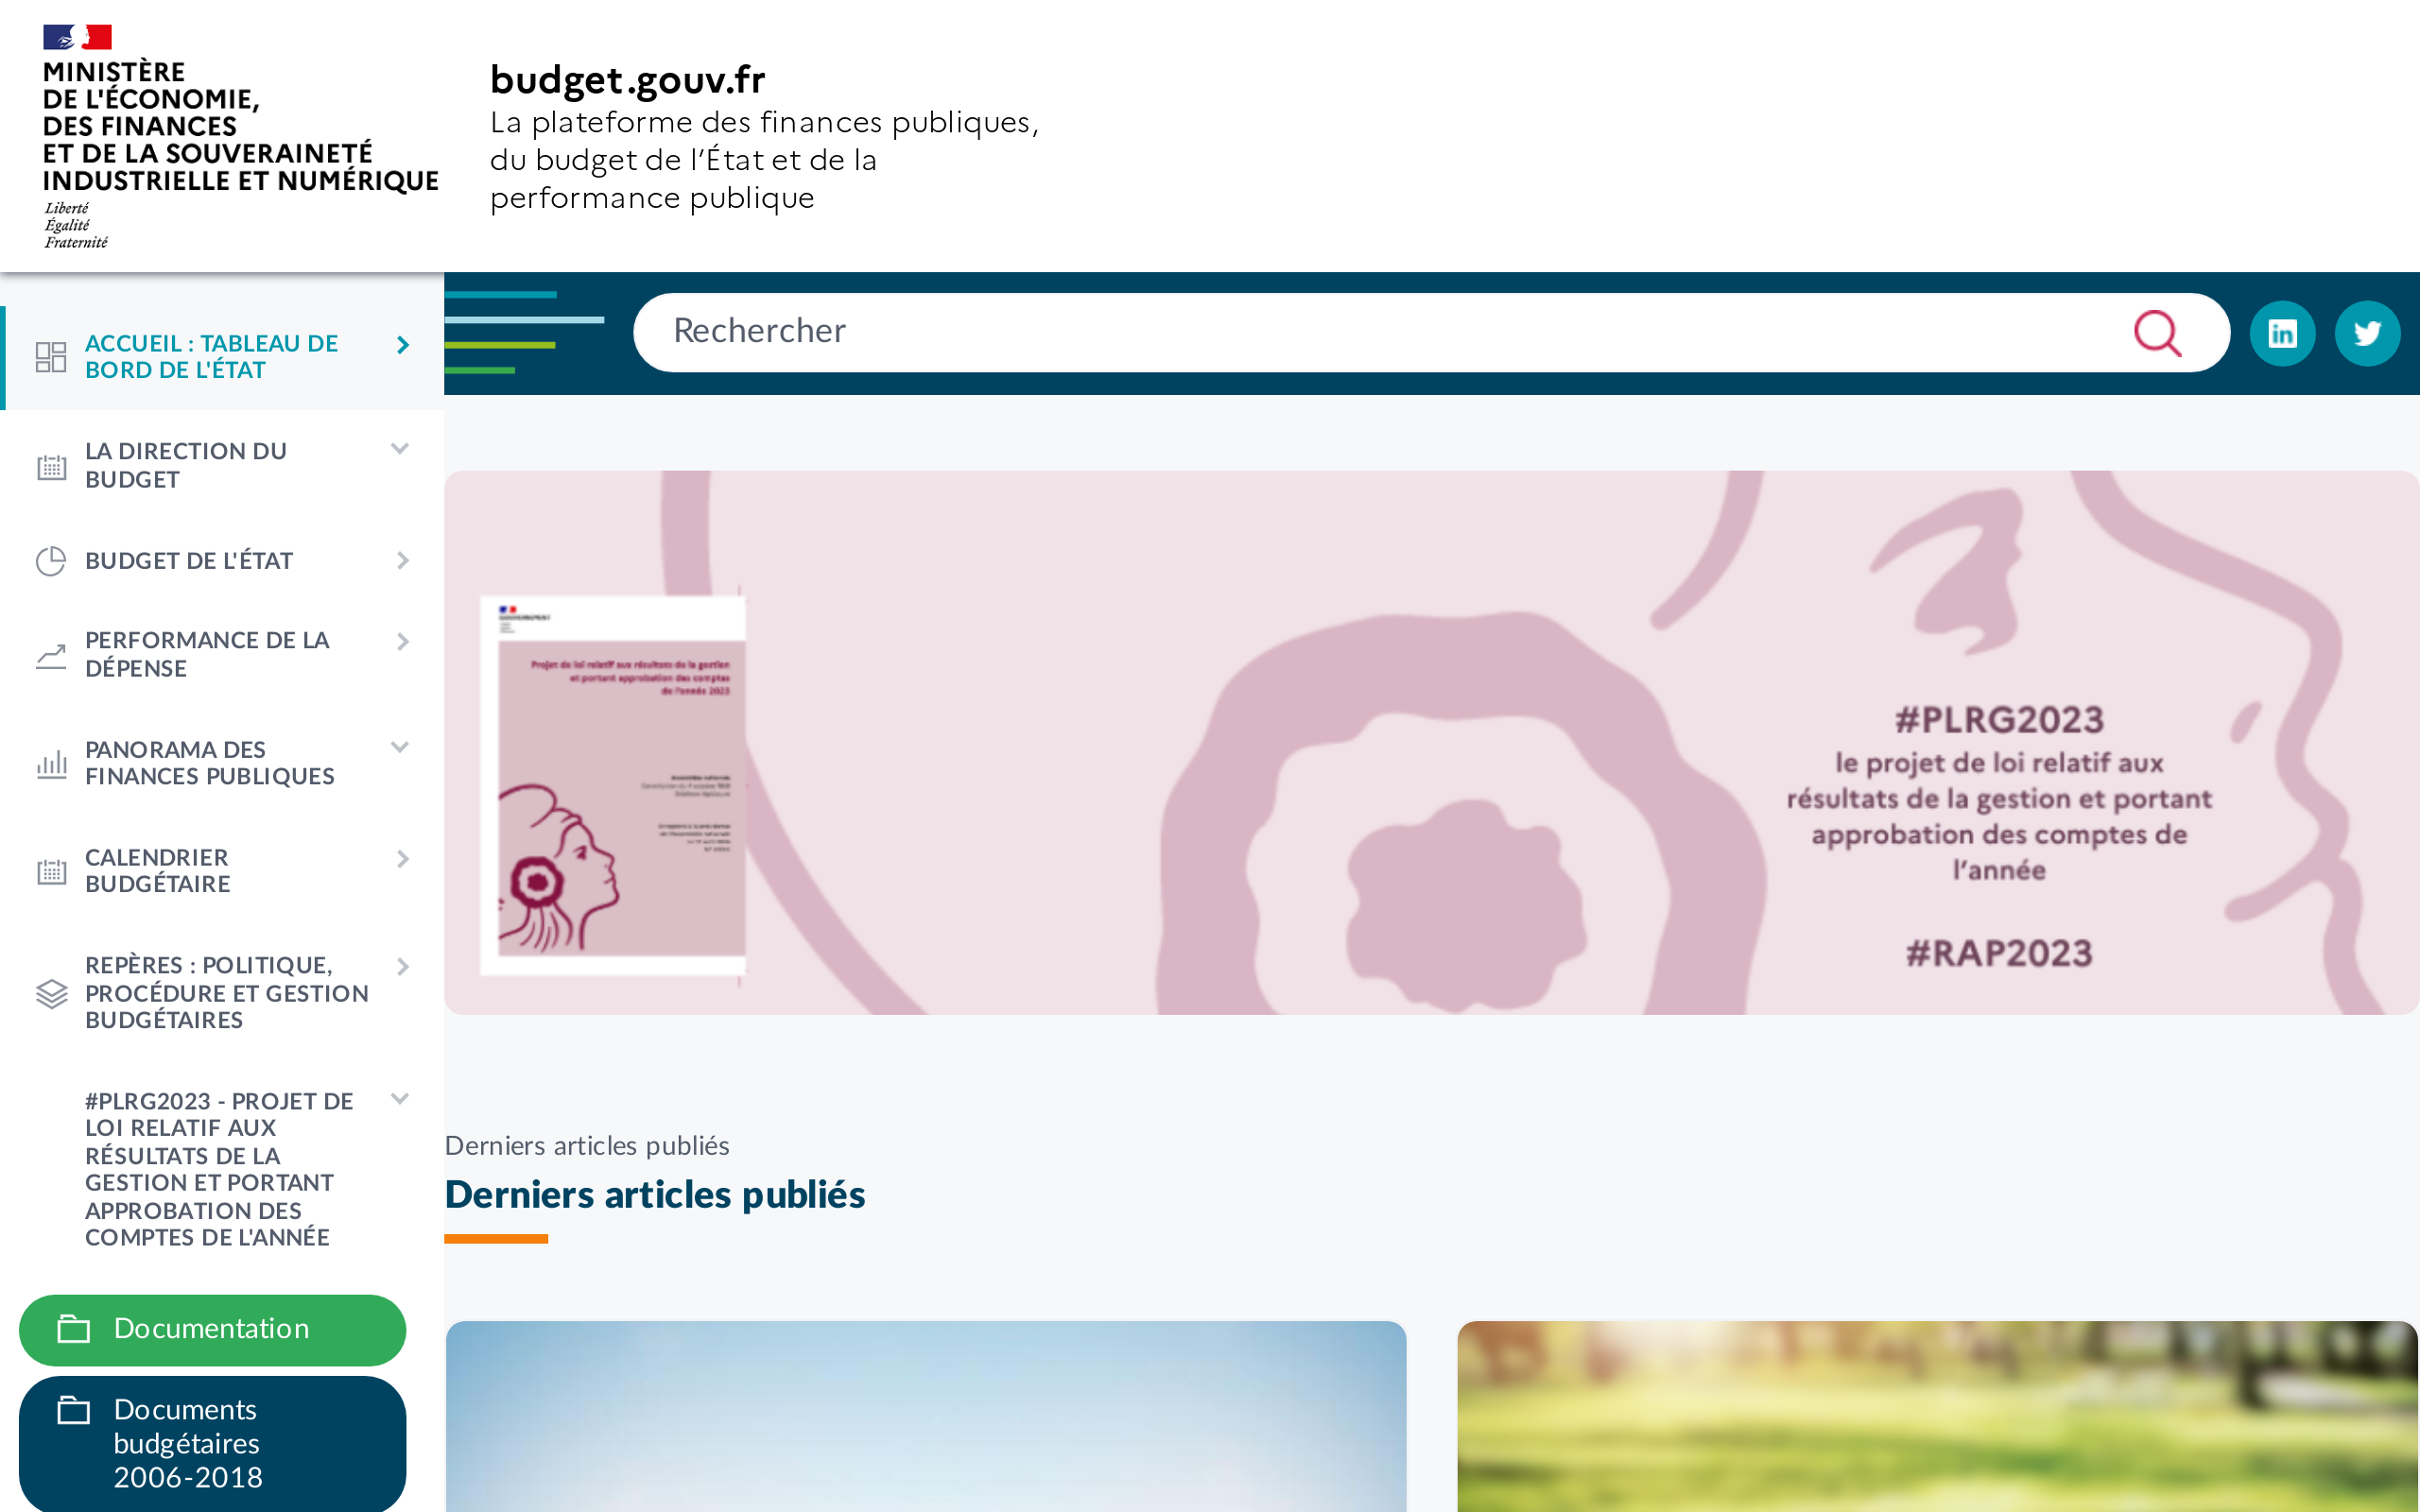 MINISTÈRE
DE L'ÉCONOMIE,
DES FINANCES
ET DE LA SOUVERAINETÉ
INDUSTRIELLE ET NUMÉRIQUE
Liberté
Égalité
Fraternité
budget.gouv.fr
La plateforme des finances publiques,
du budget de l’État et de la
performance publique
Rechercher
in
ACCUEIL : TABLEAU DE
BORD DE L'ÉTAT
LA DIRECTION DU
BUDGET
BUDGET DE L'ÉTAT
PERFORMANCE DE LA
DÉPENSE
PANORAMA DES
FINANCES PUBLIQUES
CALENDRIER
BUDGÉTAIRE
REPÈRES : POLITIQUE,
PROCÉDURE ET GESTION
BUDGÉTAIRES
#PLRG2023 - PROJET DE
LOI RELATIF AUX
RÉSULTATS DE LA
GESTION ET PORTANT
APPROBATION DES
COMPTES DE L'ANNÉE
Documentation
Documents
budgétaires
2006-2018
Projet de loi relatif aux résultats de la gestion
et portant approbation des comptes
de l'année 2023
#PLRG2023
le projet de loi relatif aux
résultats de la gestion et portant
approbation des comptes de
l’année
#RAP2023
Derniers articles publiés
Derniers articles publiés